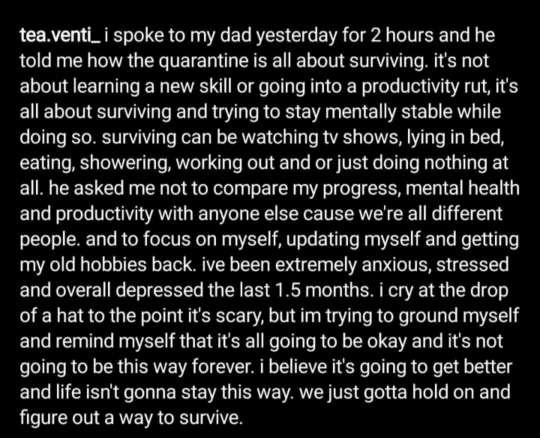 tea.venti_ i spoke to my dad yesterday for 2 hours and he
told me how the quarantine is all about surviving. it's not
about learning a new skill or going into a productivity rut, it's
all about surviving and trying to stay mentally stable while
doing so. surviving can be watching tv shows, lying in bed,
eating, showering, working out and or just doing nothing at
all. he asked me not to compare my progress, mental health
and productivity with anyone else cause we're all different
people. and to focus on myself, updating myself and getting
my old hobbies back. ive been extremely anxious, stressed
and overall depressed the last 1.5 months. i cry at the drop
of a hat to the point it's scary, but im trying to ground myself
and remind myself that it's all going to be okay and it's not
going to be this way forever. i believe it's going to get better
and life isn't gonna stay this way. we just gotta hold on and
figure out a way to survive.